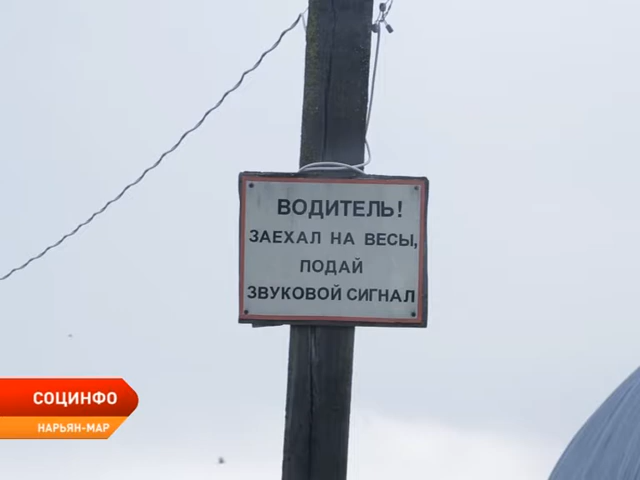 ВОДИТЕЛЬ!
ЗАЕХАЛ НА ВЕСЫ,
ПОДАЙ
ЗВУКОВОЙ СИГНАЛ
СОЦИНФО
НАРЬЯН-МАР